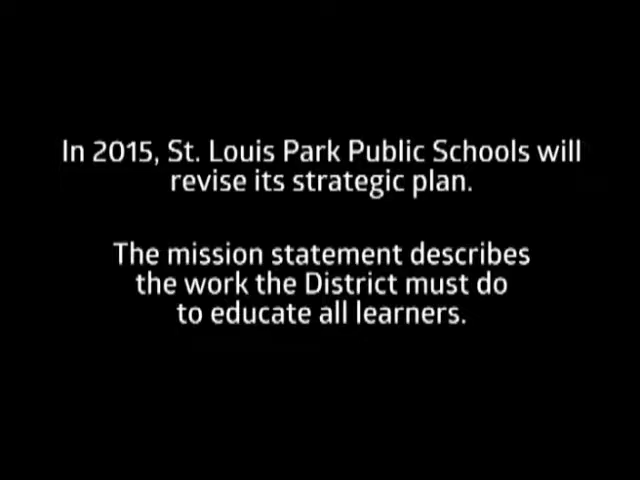 In 2015, St. Louis Park Public Schools will
revise its strategic plan.
The mission statement describes
the work the District must do
to educate all learners.